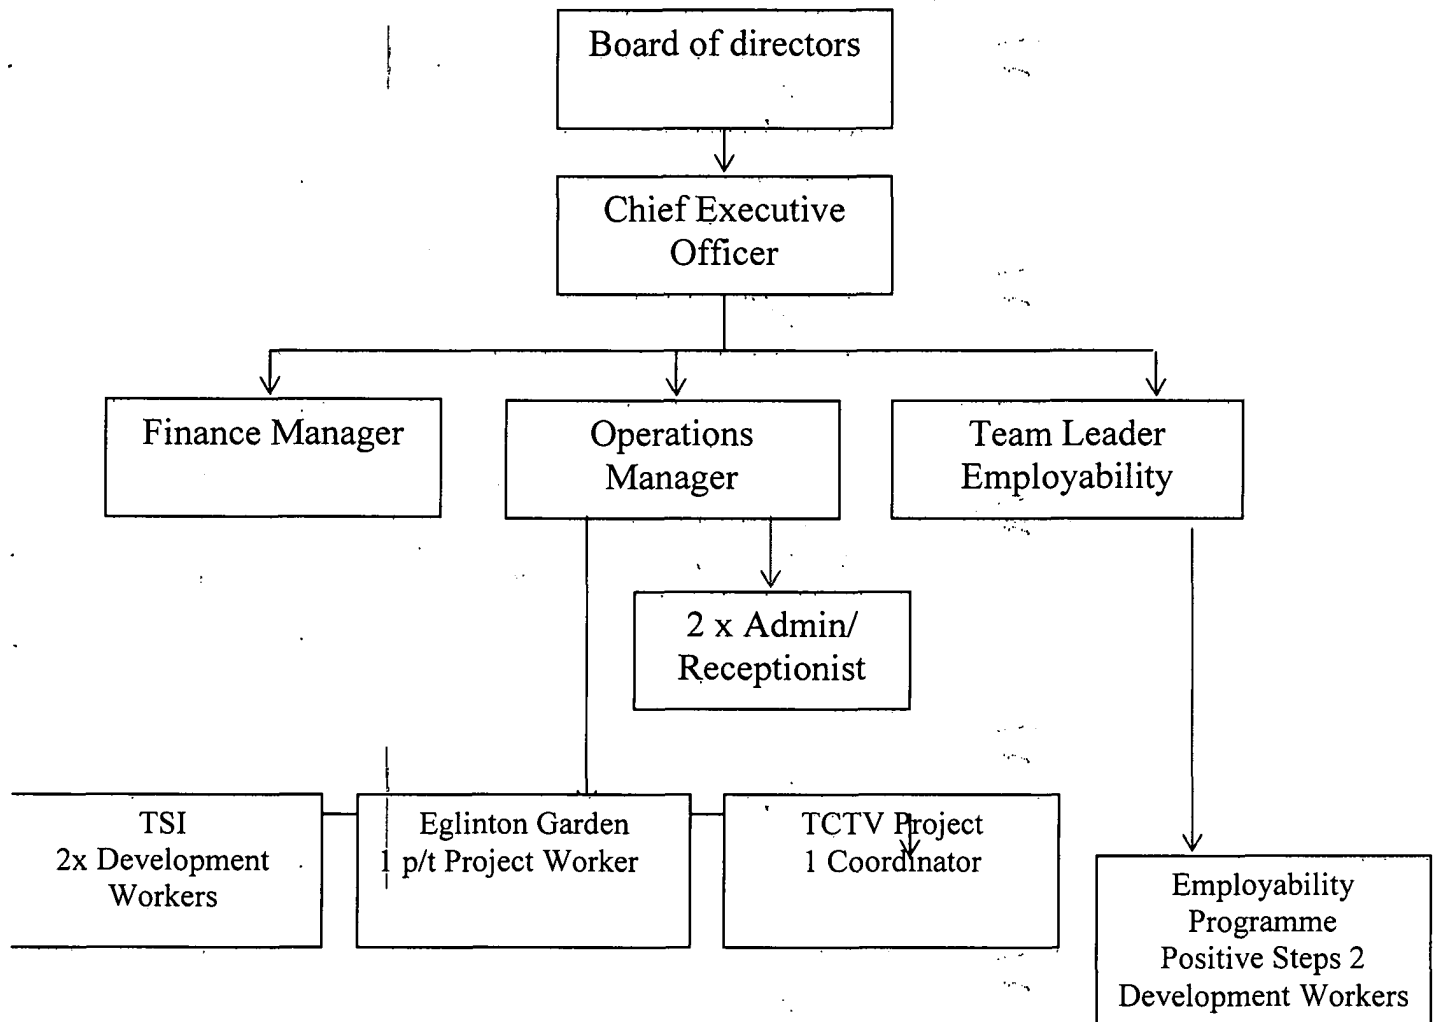 Board of directors
Chief Executive
Officer
Finance Manager
Operations
Manager
Team Leader
Employability
2 x Admin/
Receptionist
TSI
2x Development
Workers
Eglinton Garden
1 p/t Project Worker
TCTV Project
1 Coordinator
Employability
Programme
Positive Steps 2
Development Workers